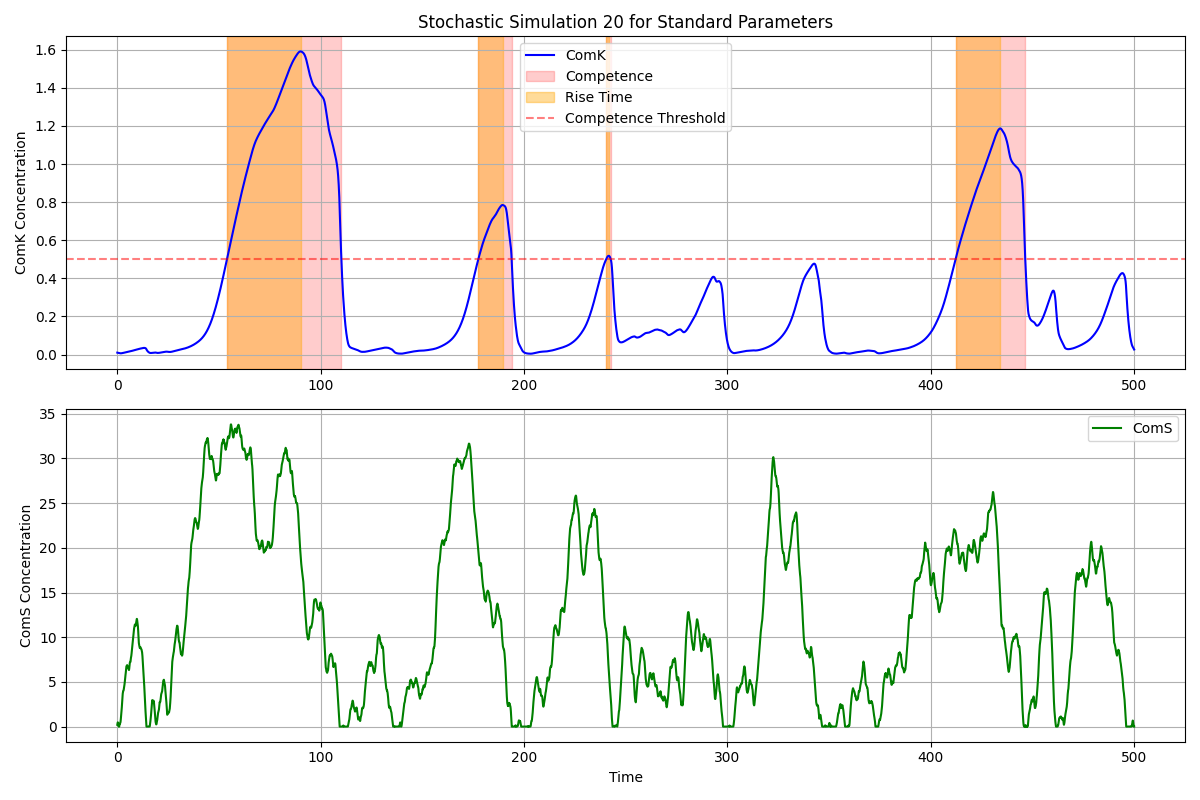 Stochastic Simulation 20 for Standard Parameters
ComK Concentration
1.6
1.4
1.2
1.0
0.8
0.6
0.4
0.2
0.0
ComK
Competence
Rise Time
Competence Threshold
0 100 200 300 400 500
ComS Concentration
35
30
25
20
15
10
5
0
ComS
0 100 200 300 400 500
Time